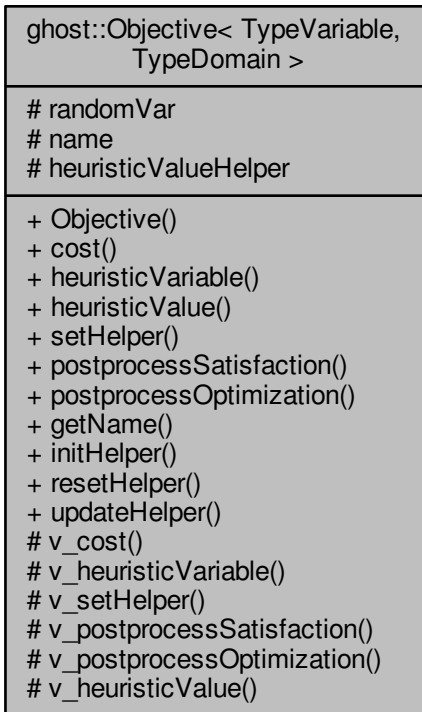 ghost::Objective< TypeVariable,
TypeDomain >
# randomVar
# name
# heuristicValueHelper
+ Objective()
+ cost()
+ heuristicVariable()
+ heuristicValue()
+ setHelper()
+ postprocessSatisfaction()
+ postprocessOptimization()
+ getName()
+ initHelper()
+ resetHelper()
+ updateHelper()
# v_cost()
# v_heuristicVariable()
# v_setHelper()
# v_postprocessSatisfaction()
# v_postprocessOptimization()
# v_heuristicValue()